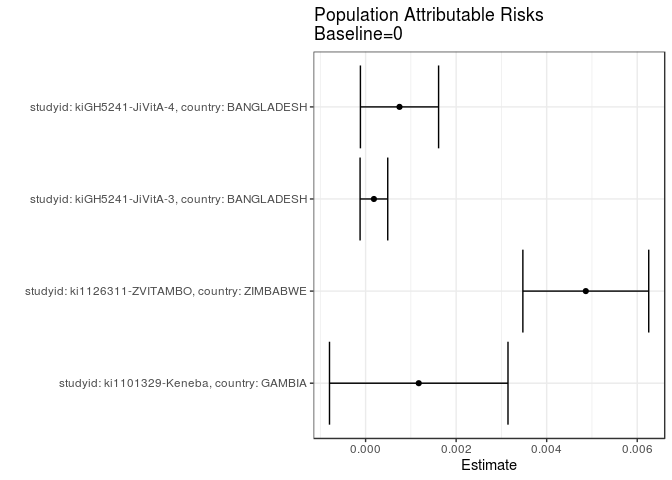 Population Attributable Risks
Baseline=0
studyid: kiGH5241-JiVitA-4, country: BANGLADESH
studyid: kiGH5241-JiVitA-3, country: BANGLADESH
studyid: ki1126311-ZVITAMBO, country: ZIMBABWE
studyid: ki1101329-Keneba, country: GAMBIA
0.000 0.002 0.004 0.006
Estimate